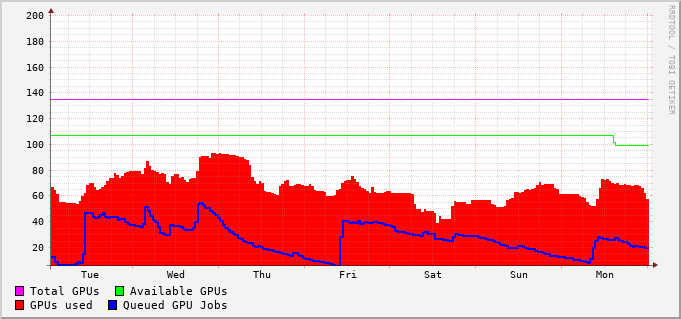 200
180
160
140
120
100
80
60
40
20
Tue Wed Thu Fri Sat Sun Mon
Total GPUs Available GPUs
GPUs used Queued GPU Jobs
RRDTOOL / TOBI OETIKER